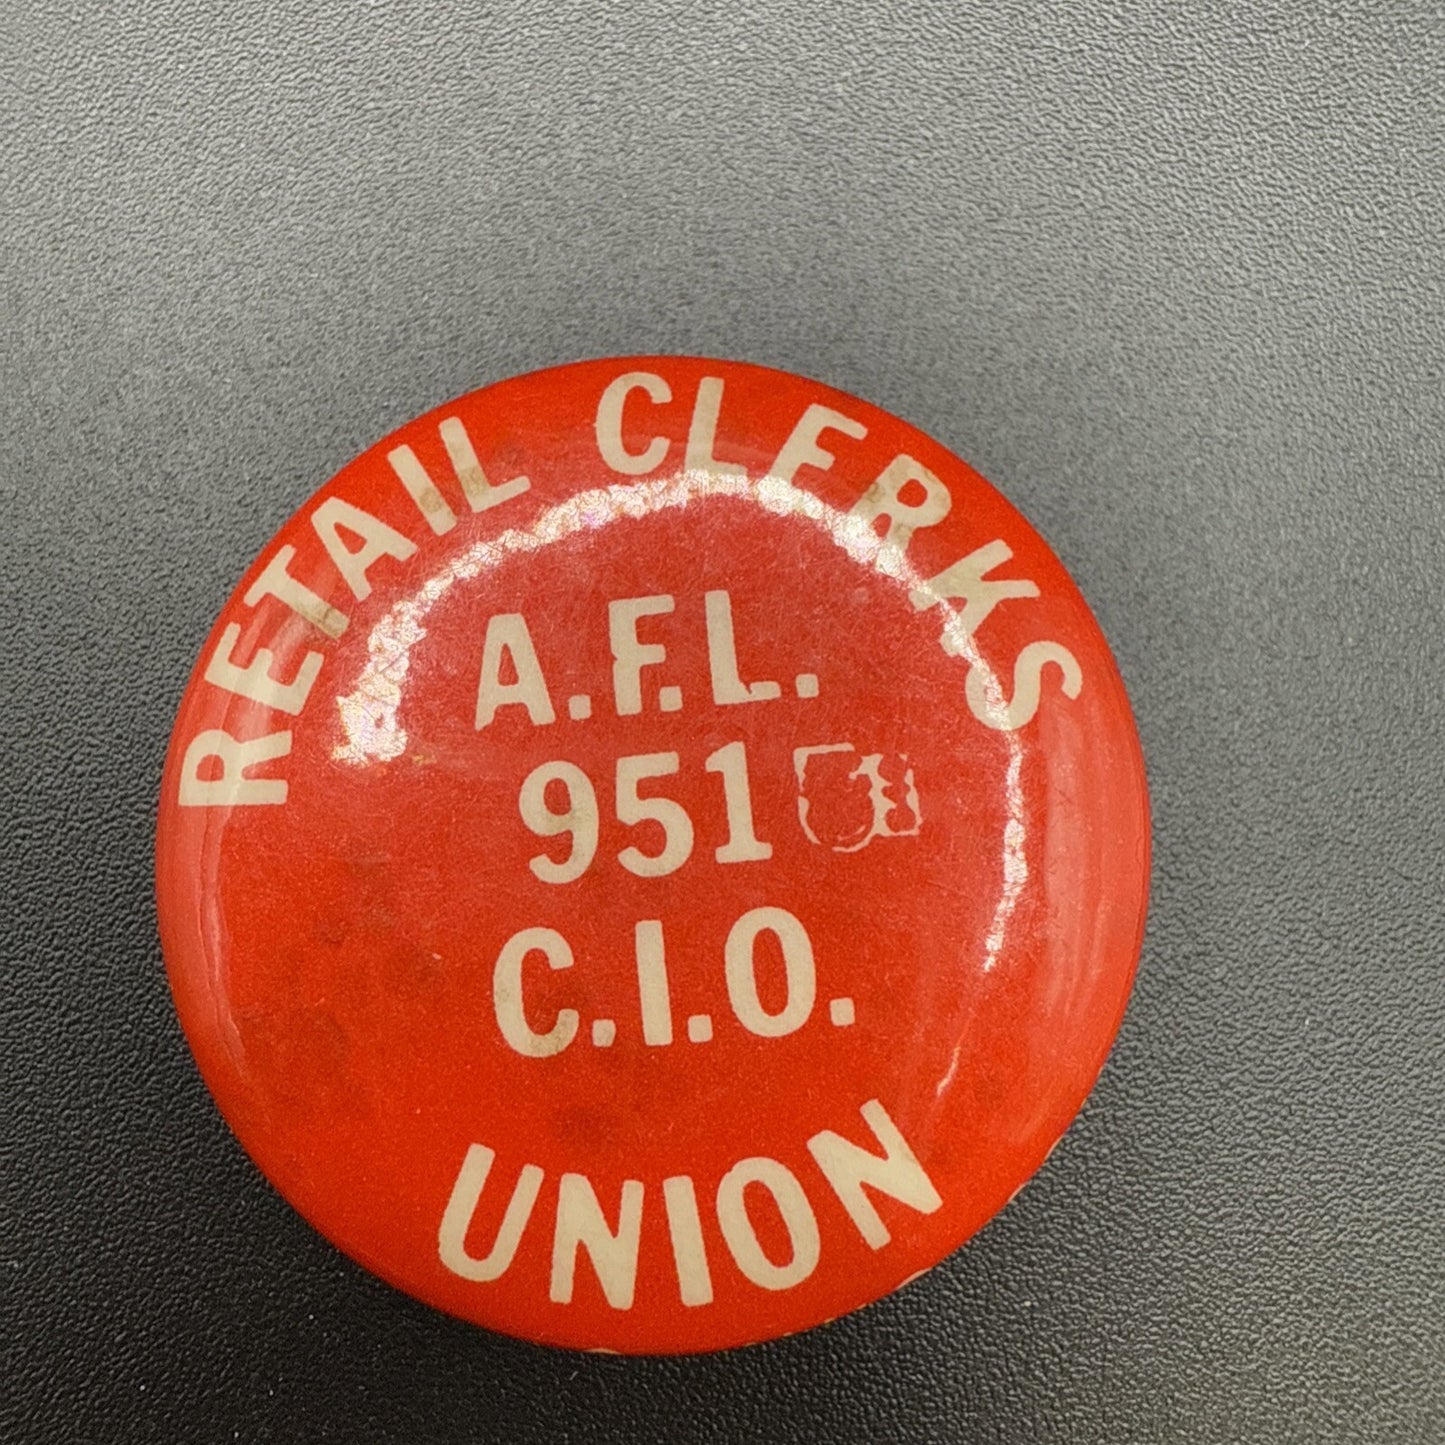 RETAIL CLERKS
A.F.L.
951
C.I.O.
UNION